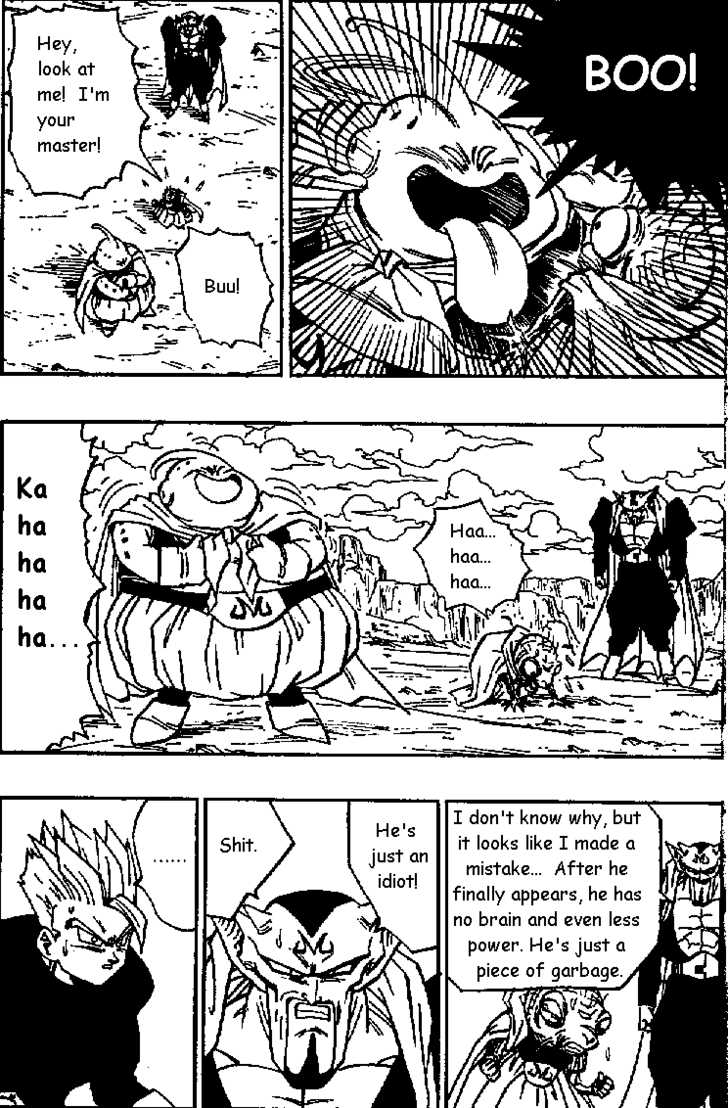 Hey,
look at
me! I'm
your
master!
Buu!
BOO!
Ka
ha
ha
ha
ha....
Haa...
haa...
haa...
......
Shit.
He's
just an
idiot!
I don't know why, but
it looks like I made a
mistake... After he
finally appears, he has
no brain and even less
power. He's just a
piece of garbage.